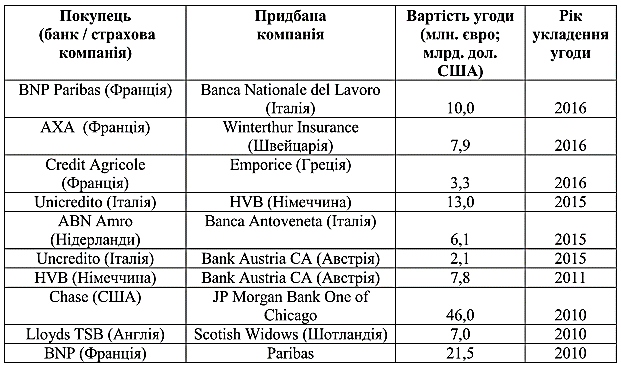 Покупець
(банк / страхова
компанія)
Придбана
компанія
Вартість угоди
(млн. євро;
млрд. дол.
США)
Рік
укладення
угоди
BNP Paribas (Франція)
Banca Nationale del Lavoro
(Італія)
10,0
2016
AXA (Франція)
Winterthur Insurance
(Швейцарія)
7,9
2016
Credit Agricole
(Франція)
Emporice (Греція)
3,3
2016
Unicredito (Італія)
HVB (Німеччина)
13,0
2015
ABN Amro
(Нідерланди)
Banca Antoveneta (Італія)
6,1
2015
Uncredito (Італія)
Bank Austria CA (Австрія)
2,1
2015
HVB (Німеччина)
Bank Austria CA (Австрія)
7,8
2011
Chase (США)
JP Morgan Bank One of
Chicago
46,0
2010
Lloyds TSB (Англія)
Scotish Widows (Шотландія)
7,0
2010
BNP (Франція)
Paribas
21,5
2010